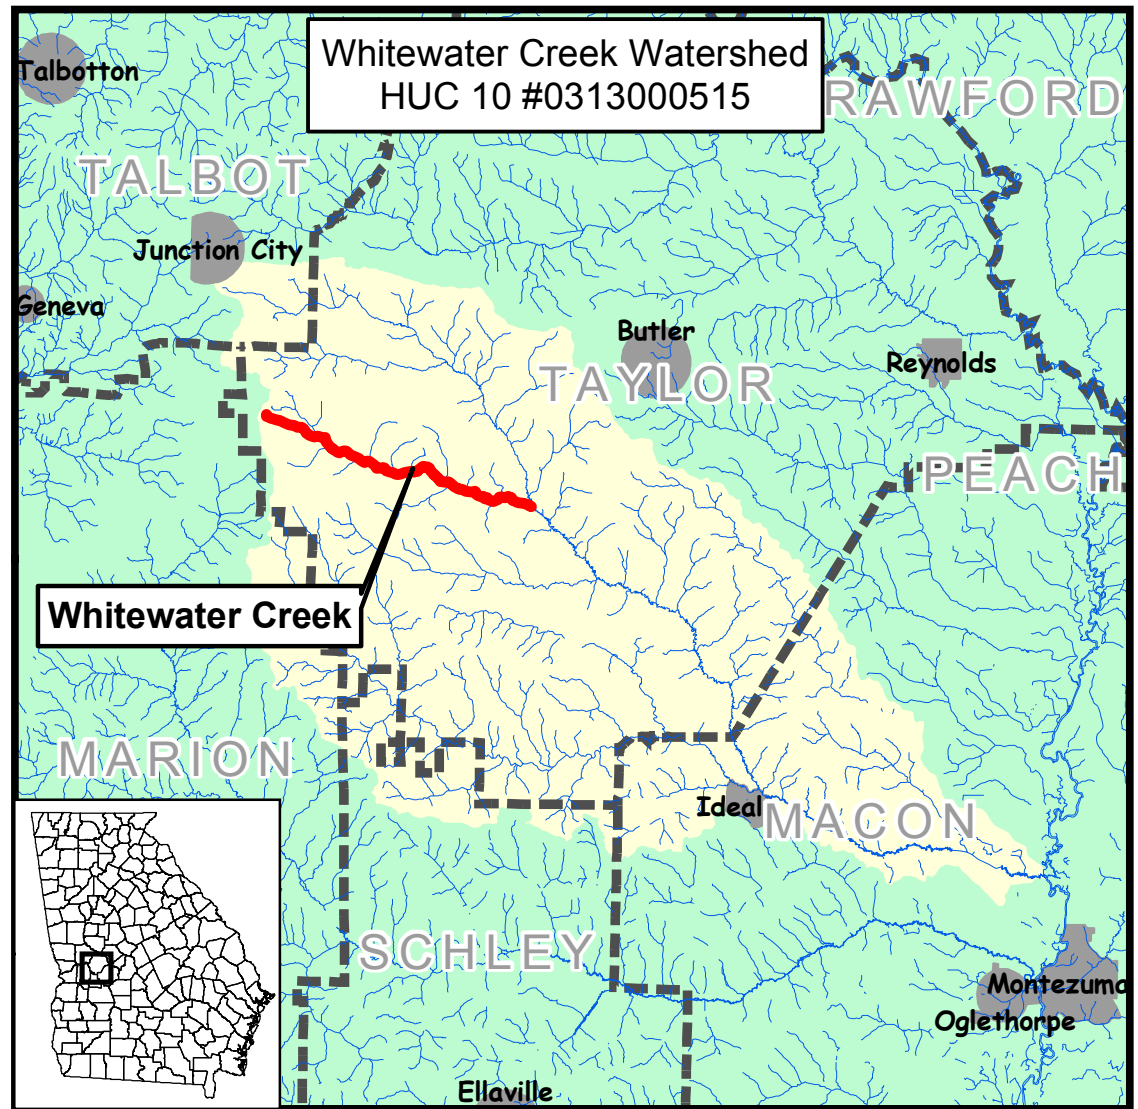 Whitewater Creek Watershed
HUC 10 #0313000515
Talbotton
RAWFORD
TALBOT
Junction City
Geneva
Butler
Reynolds
TAYLOR
PEACH
Whitewater Creek
MARION
Ideal
MACON
SCHLEY
Montezuma
Oglethorpe
Ellaville